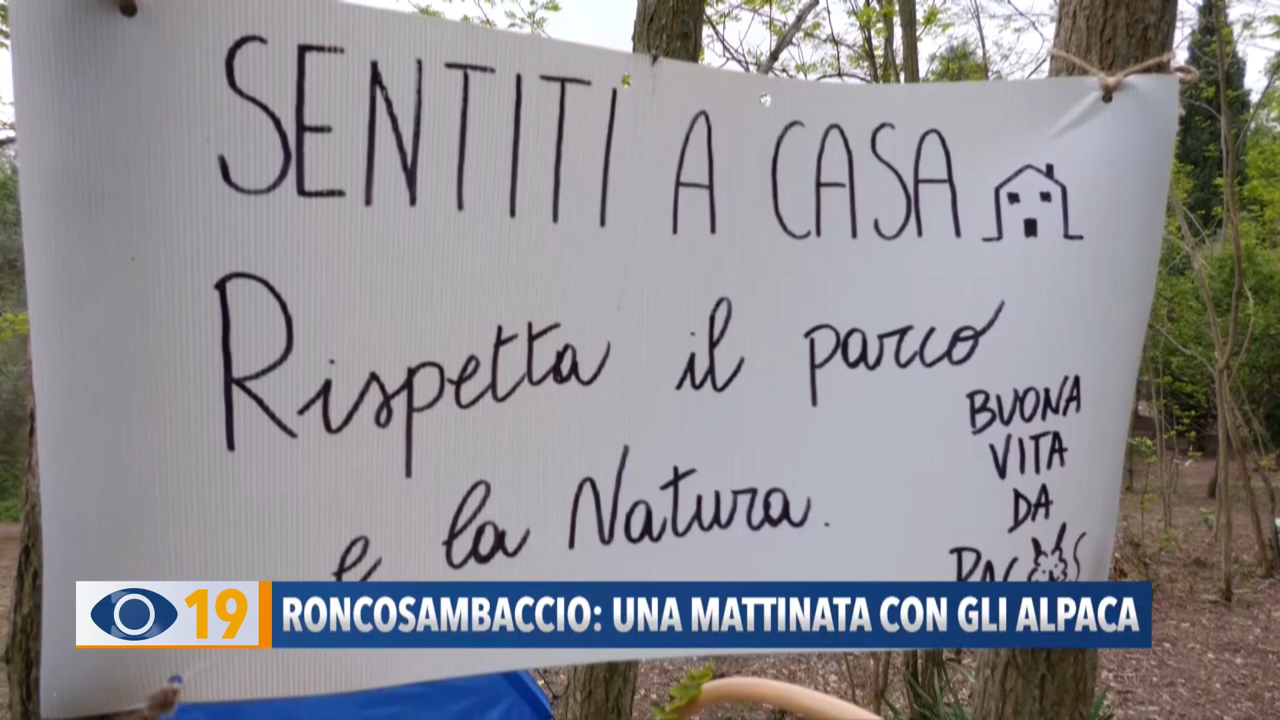 SENTITI A CASA
Rispetta il parco
e la Natura.
BUONA
VITA
DA
19
RONCOSAMBACCIO: UNA MATTINATA CON GLI ALPACA